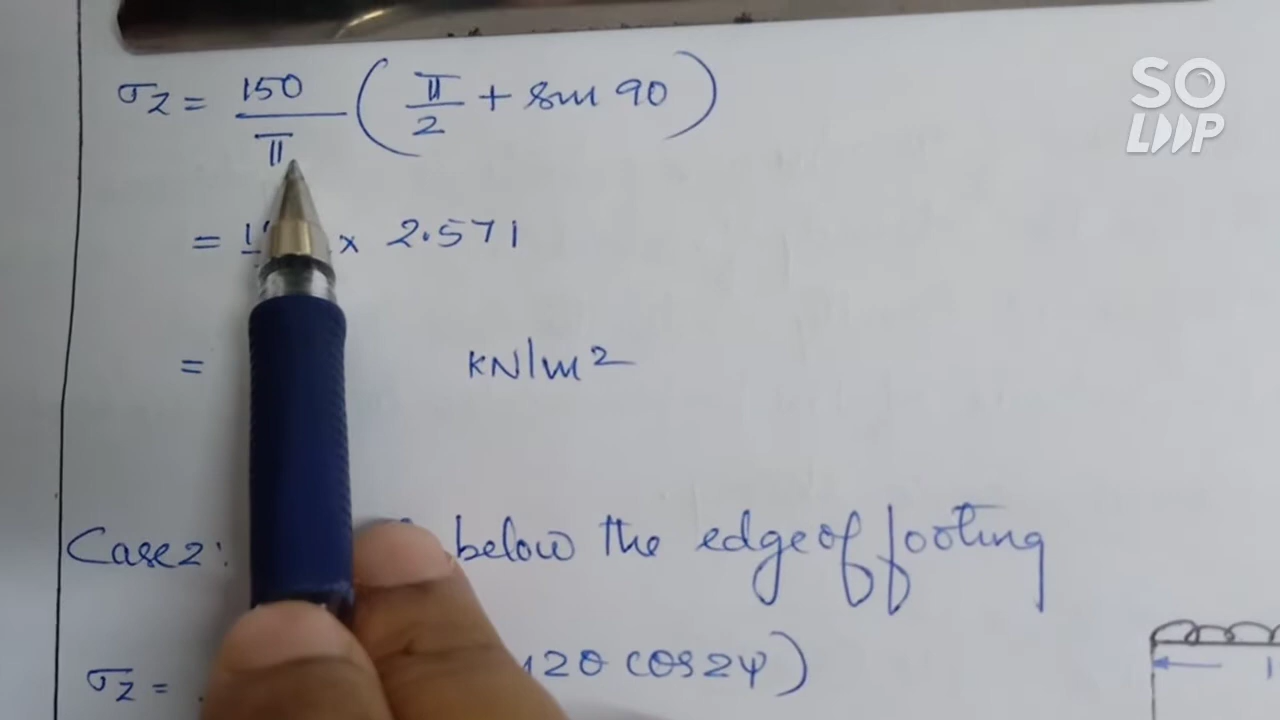 SO
LOOP
σz = 150/π ( π/2 + sin 90 )
= × 2.571
= KN/m²
Case 2: below the edge of footing
σz = 2θ cos 2ψ )